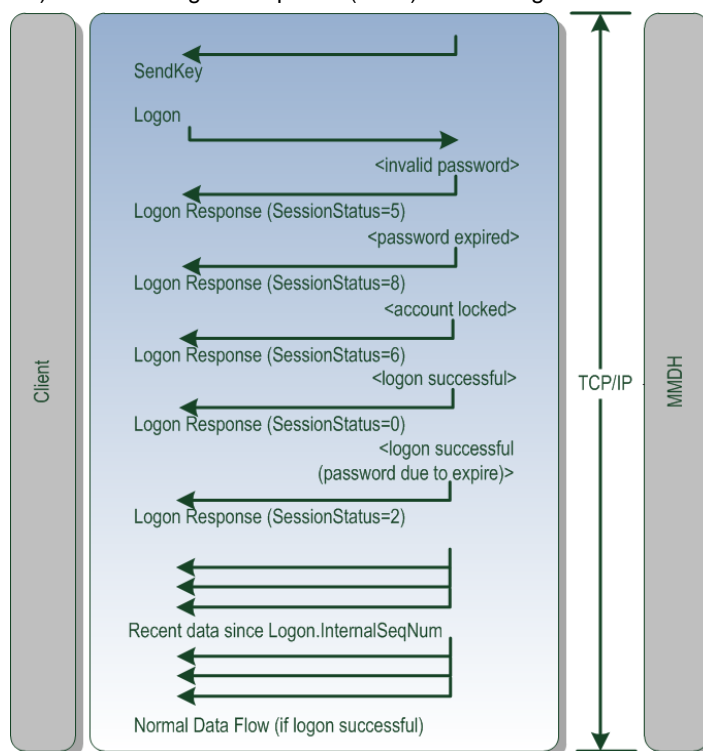 SendKey
Logon
<invalid password>
Logon Response (SessionStatus=5)
<password expired>
Logon Response (SessionStatus=8)
<account locked>
Logon Response (SessionStatus=6)
<logon successful>
Logon Response (SessionStatus=0)
<logon successful
(password due to expire)>
Logon Response (SessionStatus=2)
Recent data since Logon.InternalSeqNum
Normal Data Flow (if logon successful)
Client
TCP/IP
MMDH